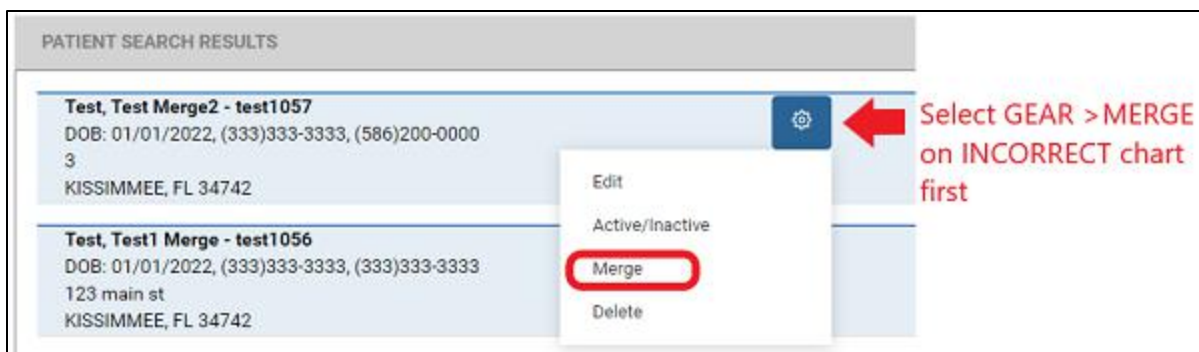 PATIENT SEARCH RESULTS
Test, Test Merge2 - test1057
DOB: 01/01/2022, (333)333-3333, (586)200-0000
3
KISSIMMEE, FL 34742
Select GEAR >MERGE
on INCORRECT chart
first
Edit
Active/Inactive
Merge
Delete
Test, Test1 Merge - test1056
DOB: 01/01/2022, (333)333-3333, (333)333-3333
123 main st
KISSIMMEE, FL 34742